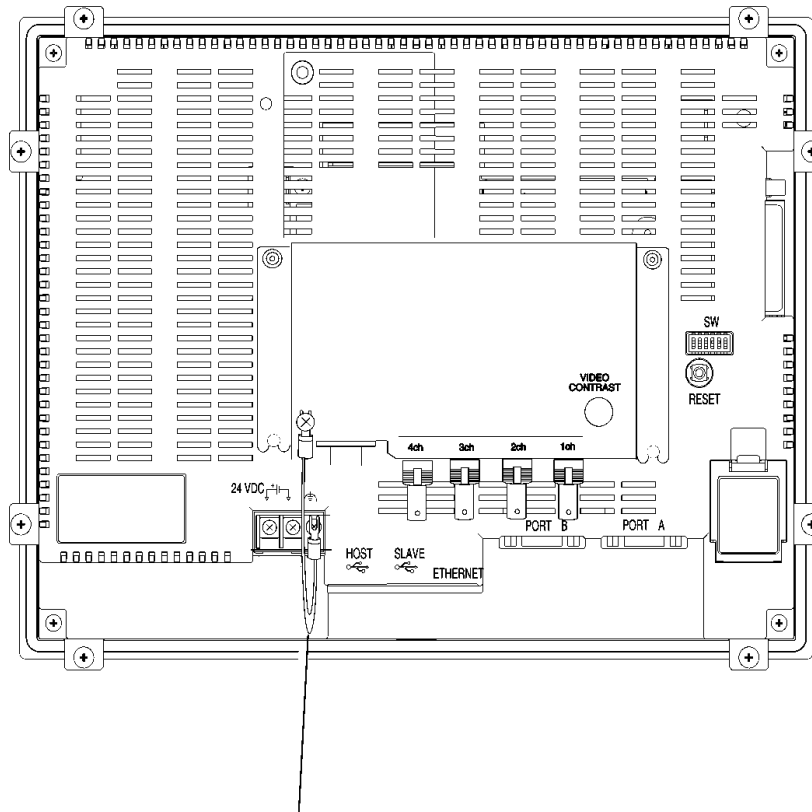 SW
RESET
VIDEO
CONTRAST
4ch 3ch 2ch 1ch
24 VDC
PORT B PORT A
HOST SLAVE
ETHERNET